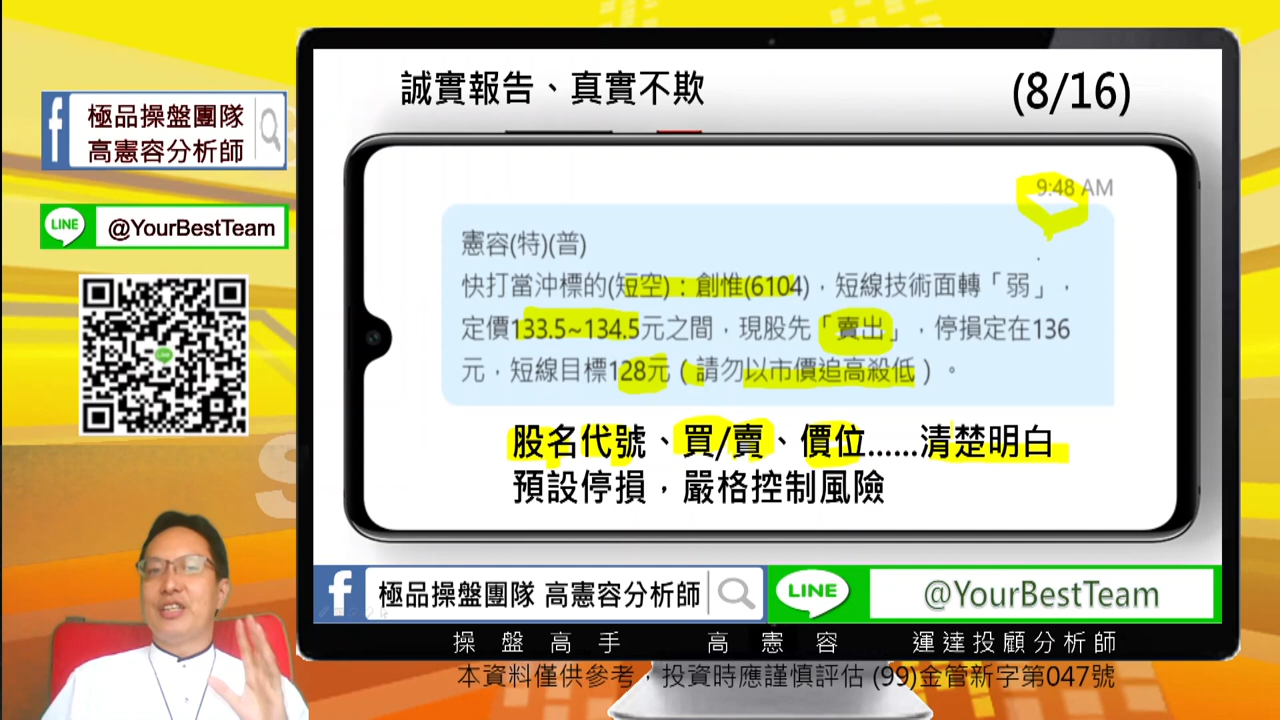 誠實報告、真實不欺
(8/16)
極品操盤團隊
高憲容分析師
LINE
@YourBestTeam
9:48 AM
憲容(特)(普)
快打當沖標的(短空)：創惟(6104)，短線技術面轉「弱」，
定價133.5~134.5元之間，現股先「賣出」，停損定在136
元，短線目標128元（請勿以市價追高殺低）。
股名代號、買/賣、價位......清楚明白
預設停損，嚴格控制風險
極品操盤團隊 高憲容分析師
LINE
@YourBestTeam
操盤高手 高憲容 運達投顧分析師
本資料僅供參考，投資時應謹慎評估 (99)金管新字第047號